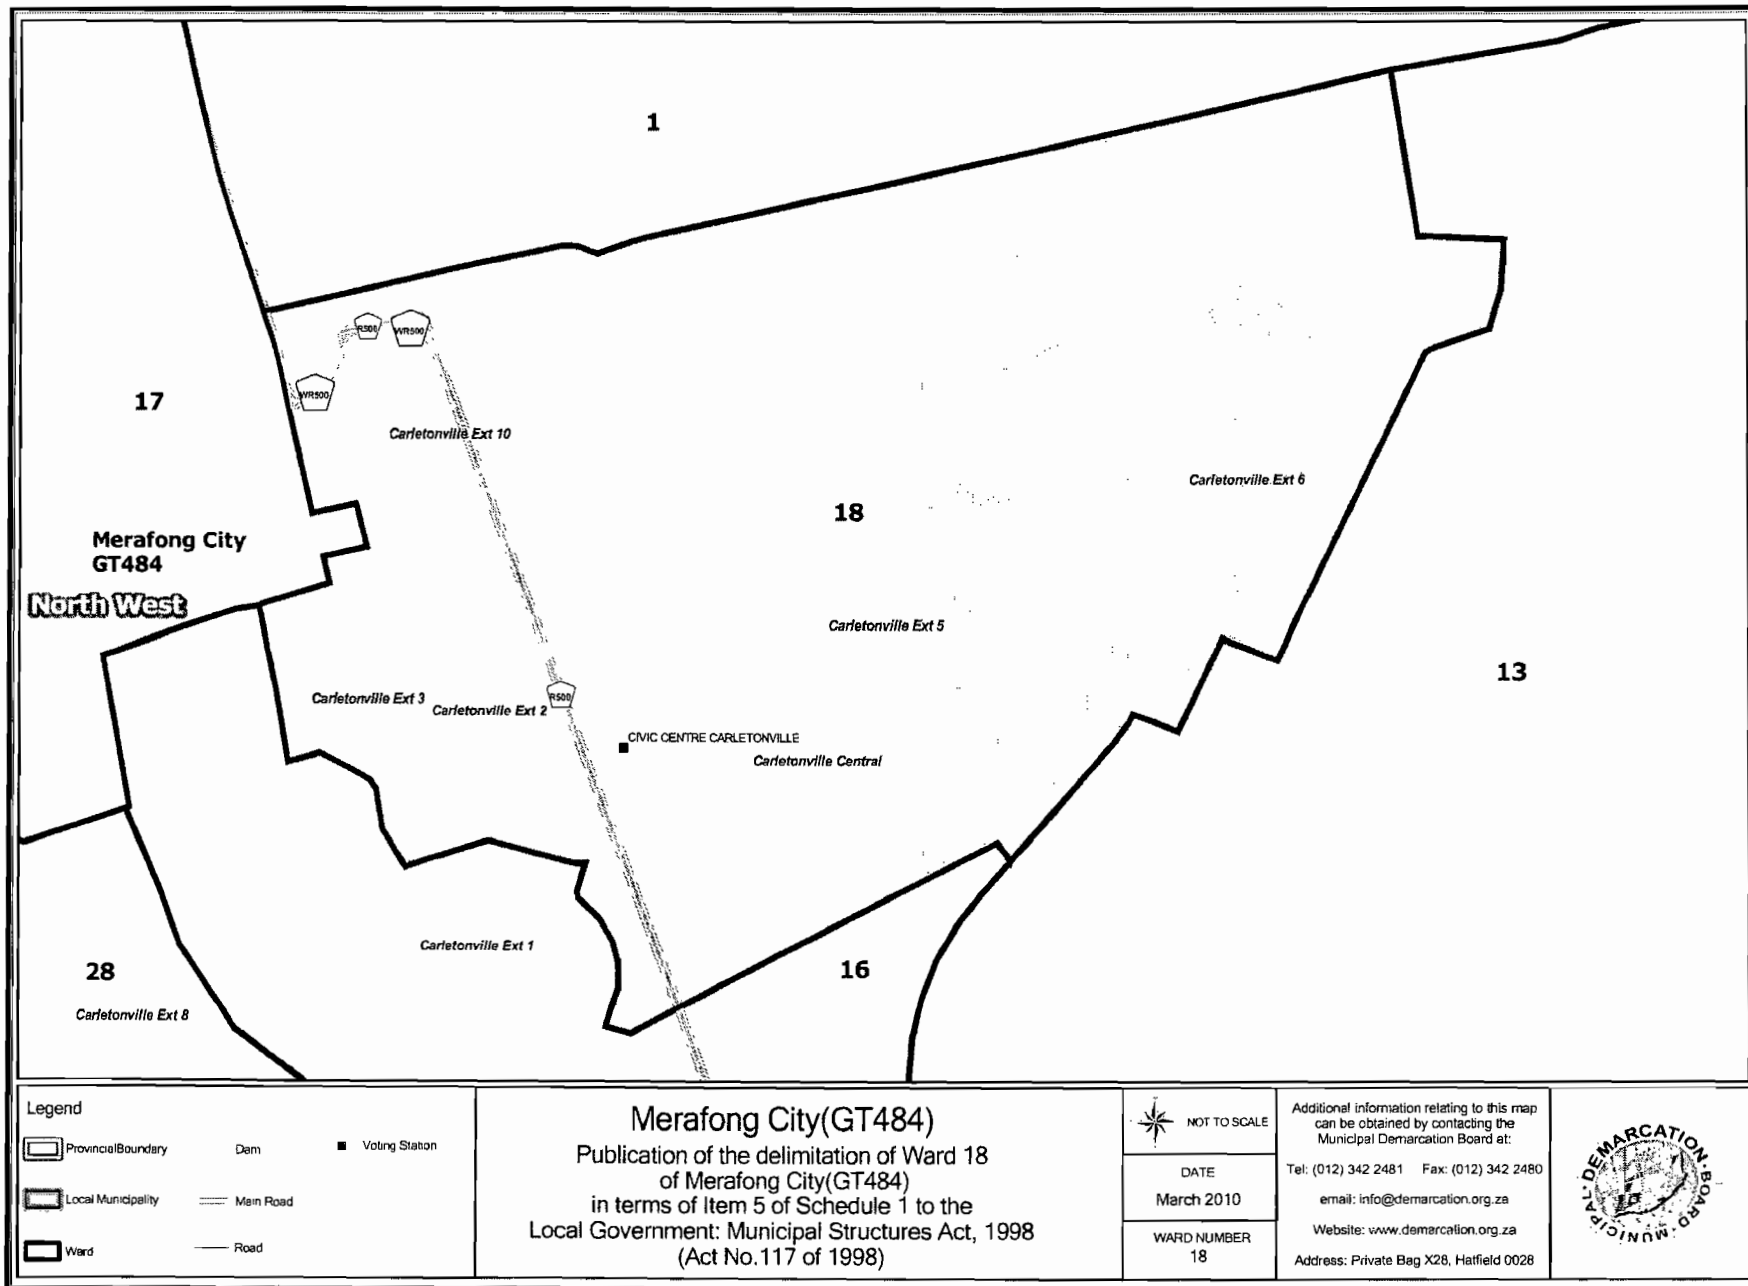 1
R500
WR500
WR500
17
Carletonville Ext 10
Carletonville Ext 6
18
Merafong City
GT484
North West
Carletonville Ext 5
13
Carletonville Ext 3
Carletonville Ext 2
R500
CIVIC CENTRE CARLETONVILLE
Carletonville Central
Carletonville Ext 1
28
16
Carletonville Ext 8
Legend
ProvincialBoundary
Dam
Voting Station
Local Municipality
Main Road
Ward
Road
Merafong City(GT484)
Publication of the delimitation of Ward 18
of Merafong City(GT484)
in terms of Item 5 of Schedule 1 to the
Local Government: Municipal Structures Act, 1998
(Act No.117 of 1998)
NOT TO SCALE
DATE
March 2010
WARD NUMBER
18
Additional information relating to this map
can be obtained by contacting the
Municipal Demarcation Board at:
Tel: (012) 342 2481 Fax: (012) 342 2480
email: info@demarcation.org.za
Website: www.demarcation.org.za
Address: Private Bag X28, Hatfield 0028
MUNICIPAL DEMARCATION BOARD